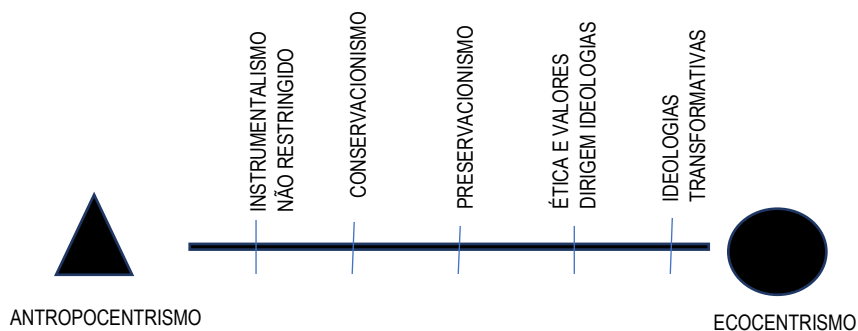 INSTRUMENTALISMO
NÃO RESTRINGIDO
CONSERVACIONISMO
PRESERVACIONISMO
ÉTICA E VALORES
DIRIGEM IDEOLOGIAS
IDEOLOGIAS
TRANSFORMATIVAS
ANTROPOCENTRISMO
ECOCENTRISMO